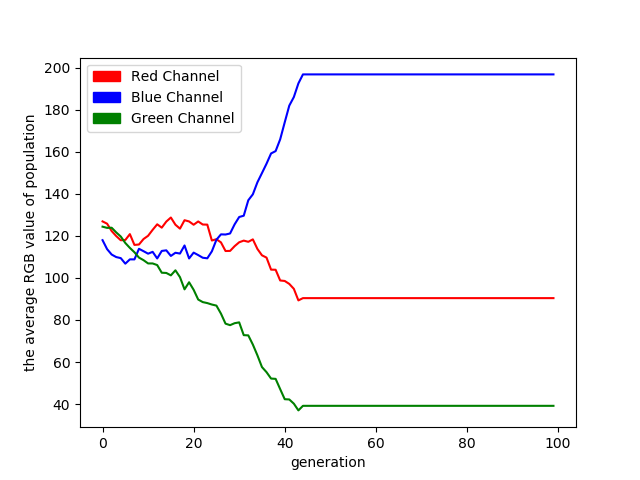 Red Channel
Blue Channel
Green Channel
the average RGB value of population
200
180
160
140
120
100
80
60
40
0 20 40 60 80 100
generation